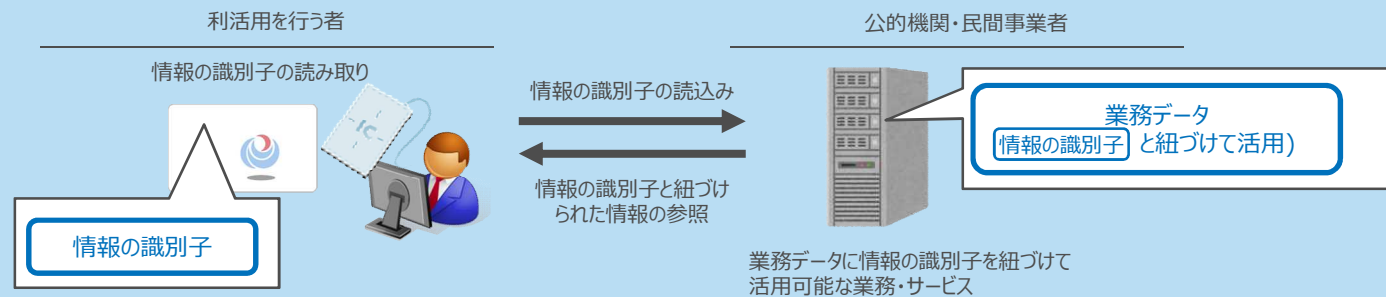 利活用を行う者
公的機関・民間事業者
情報の識別子の読み取り
IC
情報の識別子
情報の識別子の読込み
情報の識別子と紐づけ
られた情報の参照
業務データ
情報の識別子 と紐づけて活用)
業務データに情報の識別子を紐づけて
活用可能な業務・サービス